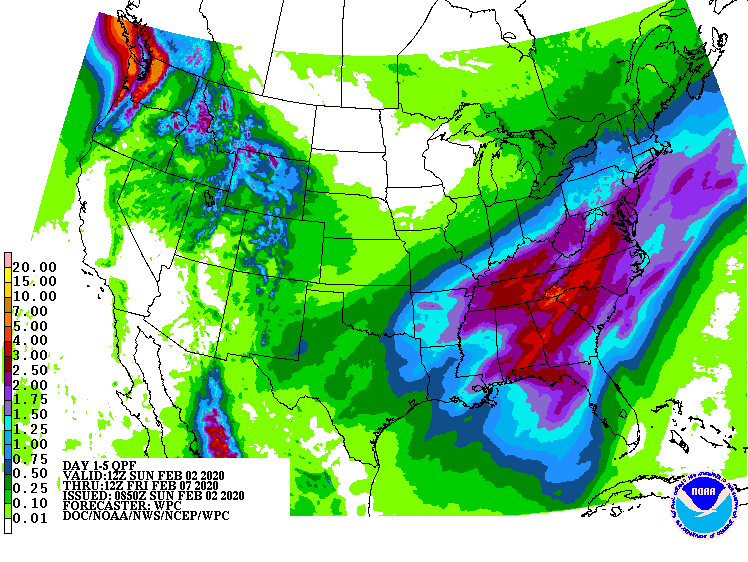 20.00
15.00
10.00
7.00
5.00
4.00
3.00
2.50
2.00
1.75
1.50
1.25
1.00
0.75
0.50
0.25
0.10
0.01
DAY 1-5 QPF
VALID:12Z SUN FEB 02 2020
THRU:12Z FRI FEB 07 2020
ISSUED: 0850Z SUN FEB 02 2020
FORECASTER: WPC
DOC/NOAA/NWS/NCEP/WPC
NOAA